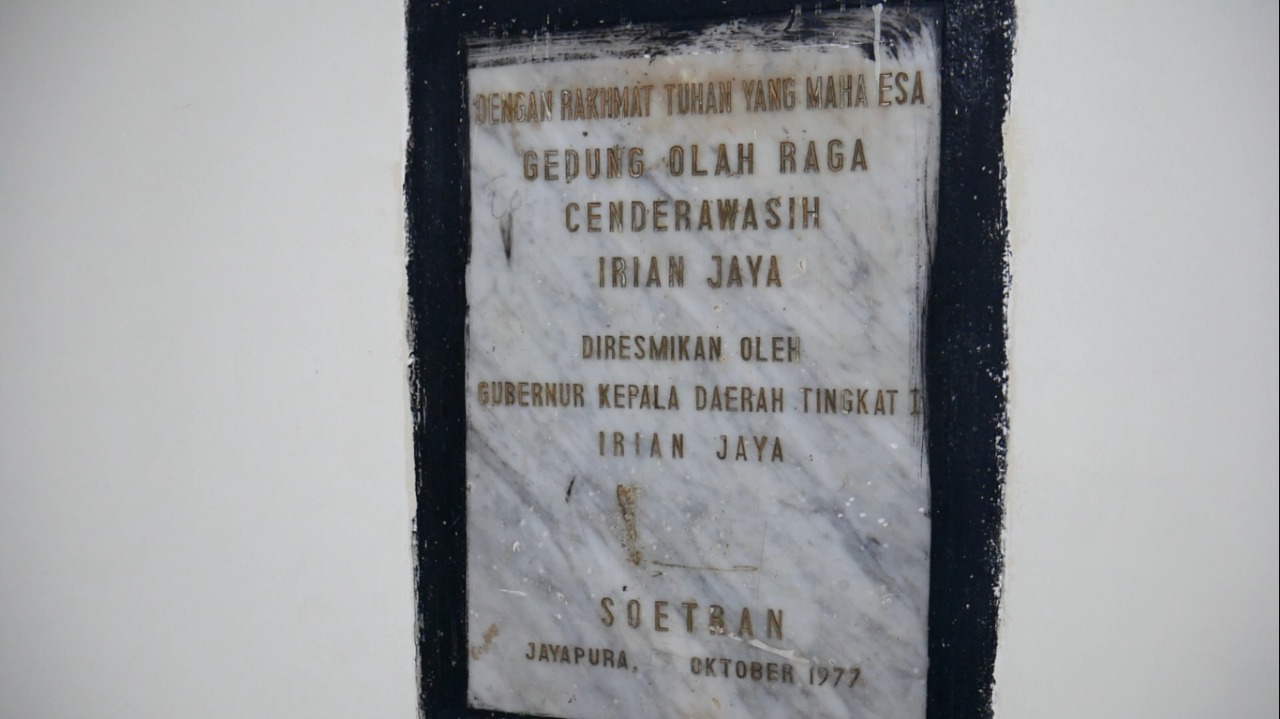 DENGAN RAKHMAT TUHAN YANG MAHA ESA
GEDUNG OLAH RAGA
CENDERAWASIH
IRIAN JAYA
DIRESMIKAN OLEH
GUBERNUR KEPALA DAERAH TINGKAT I
IRIAN JAYA
SOETRAN
JAYAPURA, OKTOBER 1977